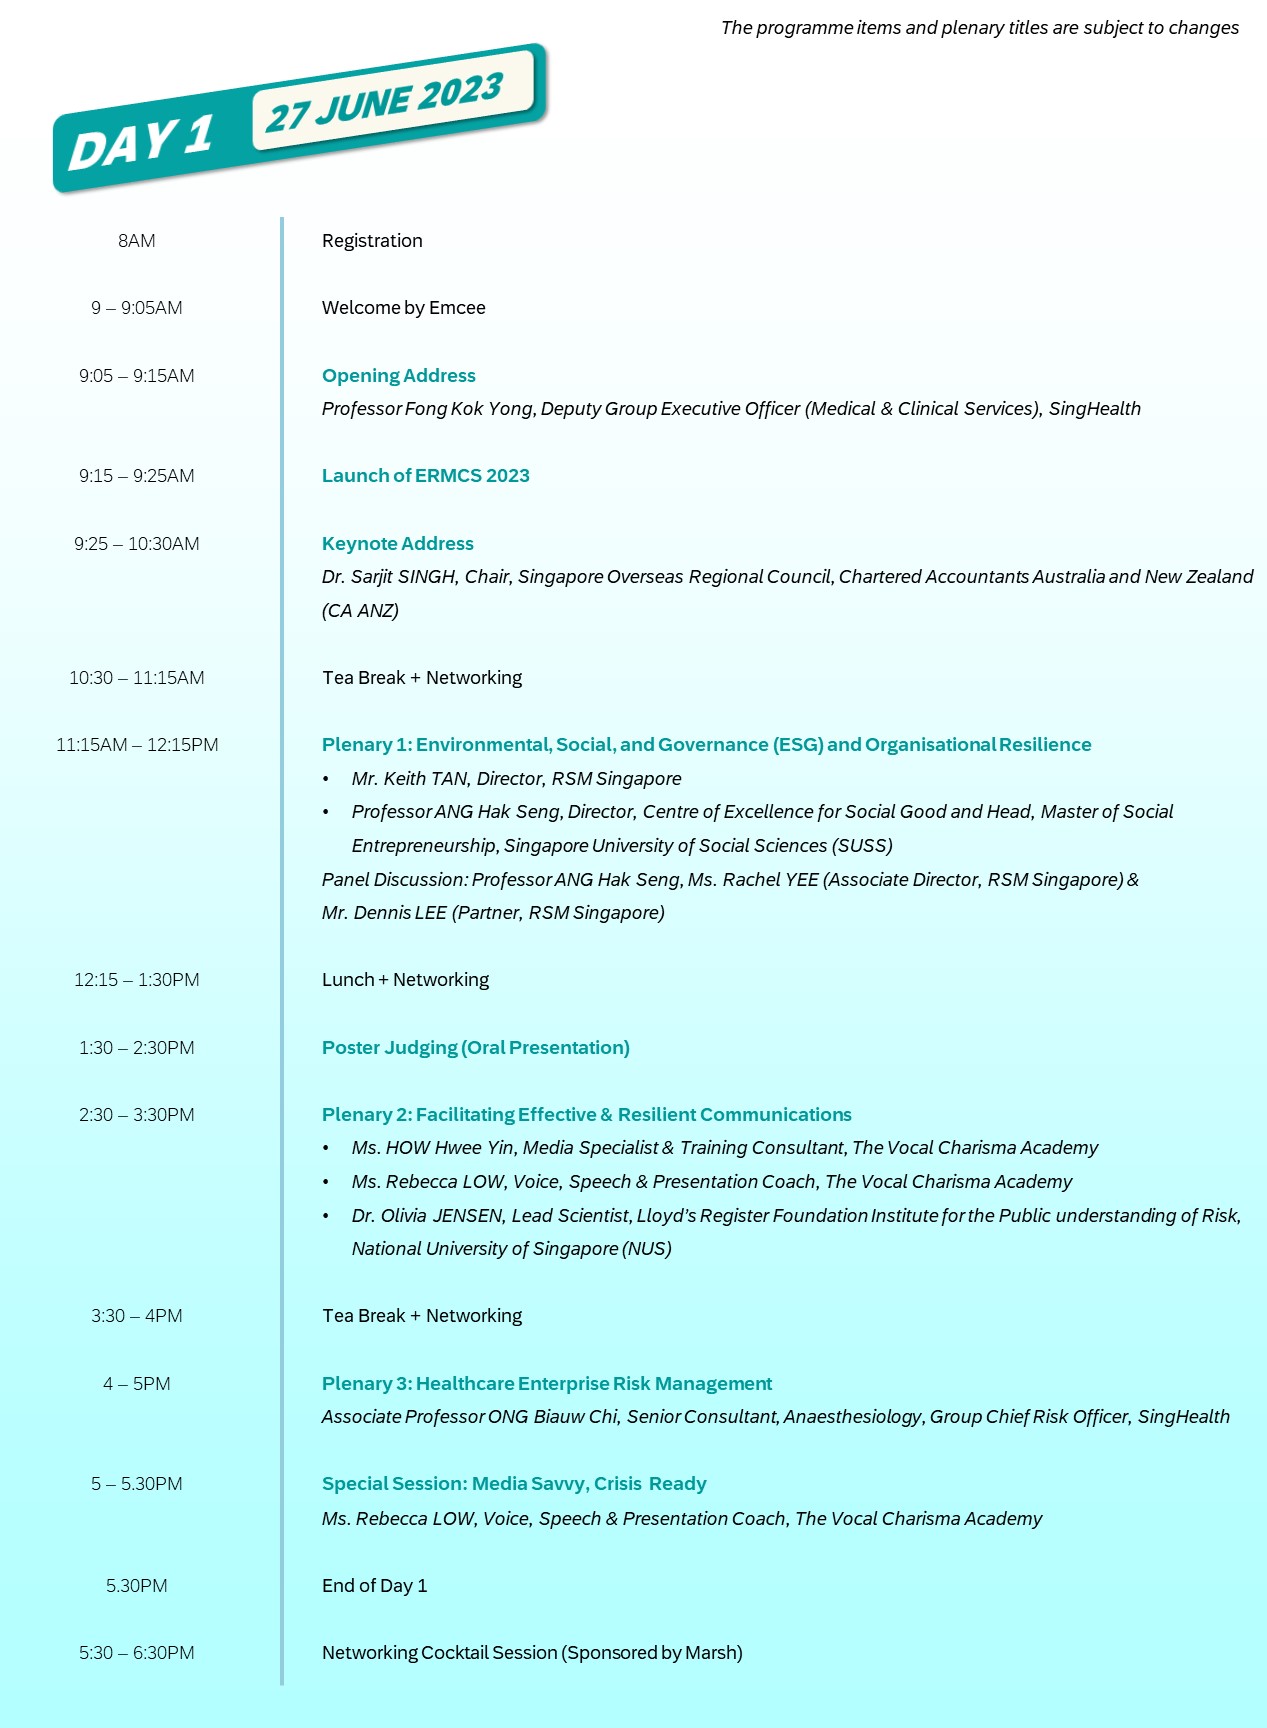 The programme items and plenary titles are subject to changes
DAY 1 27 JUNE 2023
8AM Registration
9 – 9:05AM Welcome by Emcee
9:05 – 9:15AM Opening Address
Professor Fong Kok Yong, Deputy Group Executive Officer (Medical & Clinical Services), SingHealth
9:15 – 9:25AM Launch of ERMCS 2023
9:25 – 10:30AM Keynote Address
Dr. Sarjit SINGH, Chair, Singapore Overseas Regional Council, Chartered Accountants Australia and New Zealand
(CA ANZ)
10:30 – 11:15AM Tea Break + Networking
11:15AM – 12:15PM Plenary 1: Environmental, Social, and Governance (ESG) and Organisational Resilience
• Mr. Keith TAN, Director, RSM Singapore
• Professor ANG Hak Seng, Director, Centre of Excellence for Social Good and Head, Master of Social
Entrepreneurship, Singapore University of Social Sciences (SUSS)
Panel Discussion: Professor ANG Hak Seng, Ms. Rachel YEE (Associate Director, RSM Singapore) &
Mr. Dennis LEE (Partner, RSM Singapore)
12:15 – 1:30PM Lunch + Networking
1:30 – 2:30PM Poster Judging (Oral Presentation)
2:30 – 3:30PM Plenary 2: Facilitating Effective & Resilient Communications
• Ms. HOW Hwee Yin, Media Specialist & Training Consultant, The Vocal Charisma Academy
• Ms. Rebecca LOW, Voice, Speech & Presentation Coach, The Vocal Charisma Academy
• Dr. Olivia JENSEN, Lead Scientist, Lloyd's Register Foundation Institute for the Public understanding of Risk,
National University of Singapore (NUS)
3:30 – 4PM Tea Break + Networking
4 – 5PM Plenary 3: Healthcare Enterprise Risk Management
Associate Professor ONG Biauw Chi, Senior Consultant, Anaesthesiology, Group Chief Risk Officer, SingHealth
5 – 5.30PM Special Session: Media Savvy, Crisis Ready
Ms. Rebecca LOW, Voice, Speech & Presentation Coach, The Vocal Charisma Academy
5.30PM End of Day 1
5:30 – 6:30PM Networking Cocktail Session (Sponsored by Marsh)